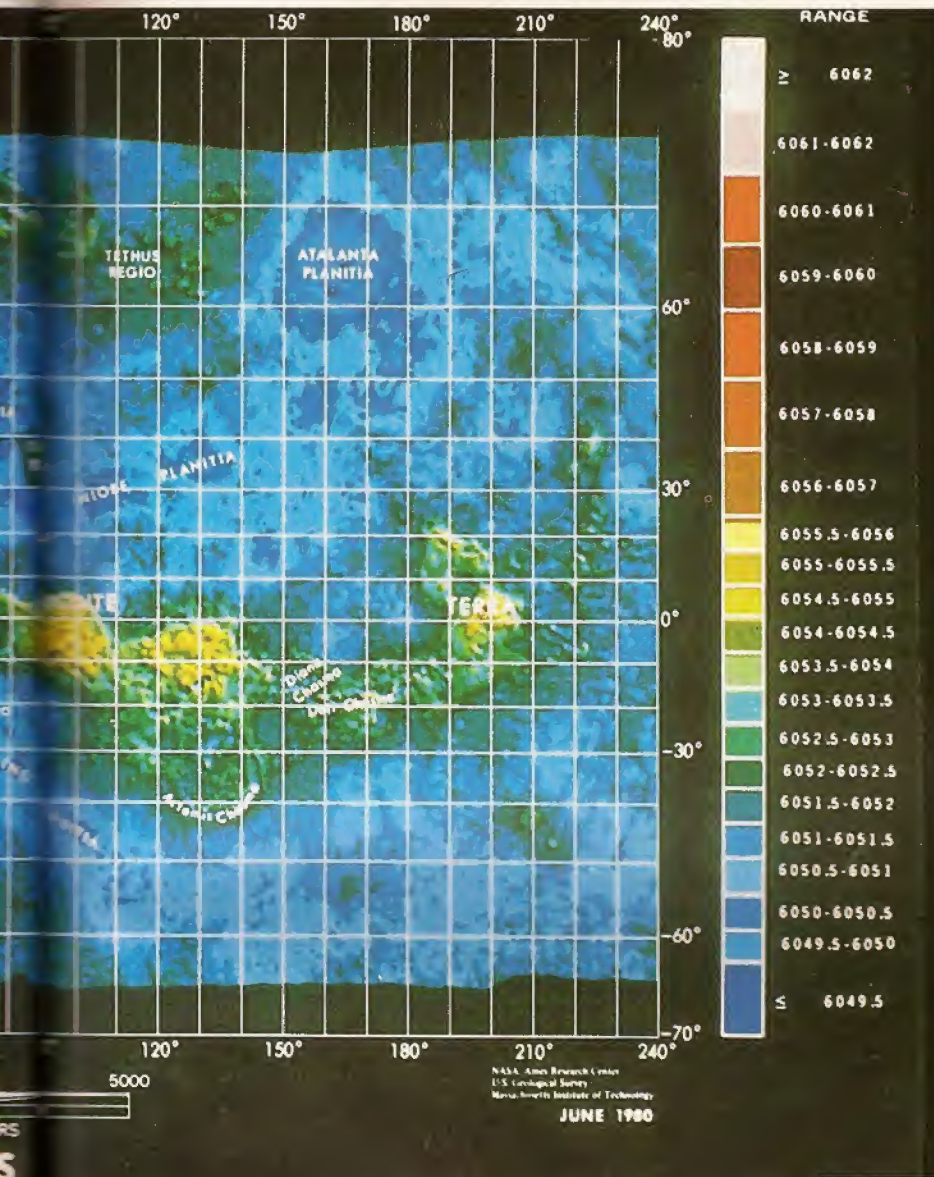 120° 150° 180° 210° 240°
80°
RANGE
≥ 6062
6061-6062
6060-6061
6059-6060
6058-6059
6057-6058
6056-6057
6055.5-6056
6055-6055.5
6054.5-6055
6054-6054.5
6053.5-6054
6053-6053.5
6052.5-6053
6052-6052.5
6051.5-6052
6051-6051.5
6050.5-6051
6050-6050.5
6049.5-6050
≤ 6049.5
TETHUS
REGIO
ATALANTA
PLANITIA
60°
NIOBE PLANITIA
30°
TERRA
0°
Diana
Chasma
Dali Chasma
-30°
Artemis Chasma
-60°
-70°
120° 150° 180° 210° 240°
5000
RS
S
NASA Ames Research Center
U.S. Geological Survey
Massachusetts Institute of Technology
JUNE 1980